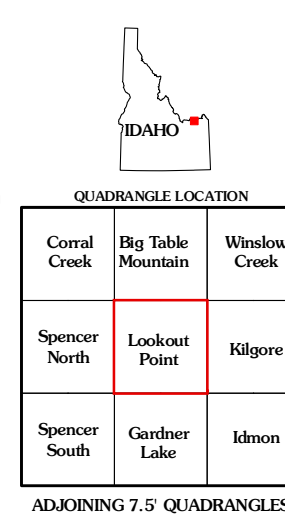 IDAHO
QUADRANGLE LOCATION
Corral Creek
Big Table Mountain
Winslow Creek
Spencer North
Lookout Point
Kilgore
Spencer South
Gardner Lake
Idmon
ADJOINING 7.5' QUADRANGLES